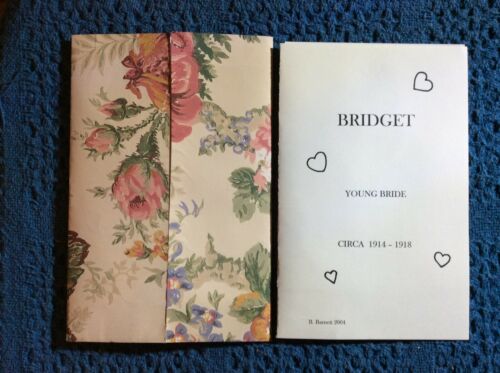 BRIDGET
YOUNG BRIDE
CIRCA 1914 - 1918
B. Barnett 2004